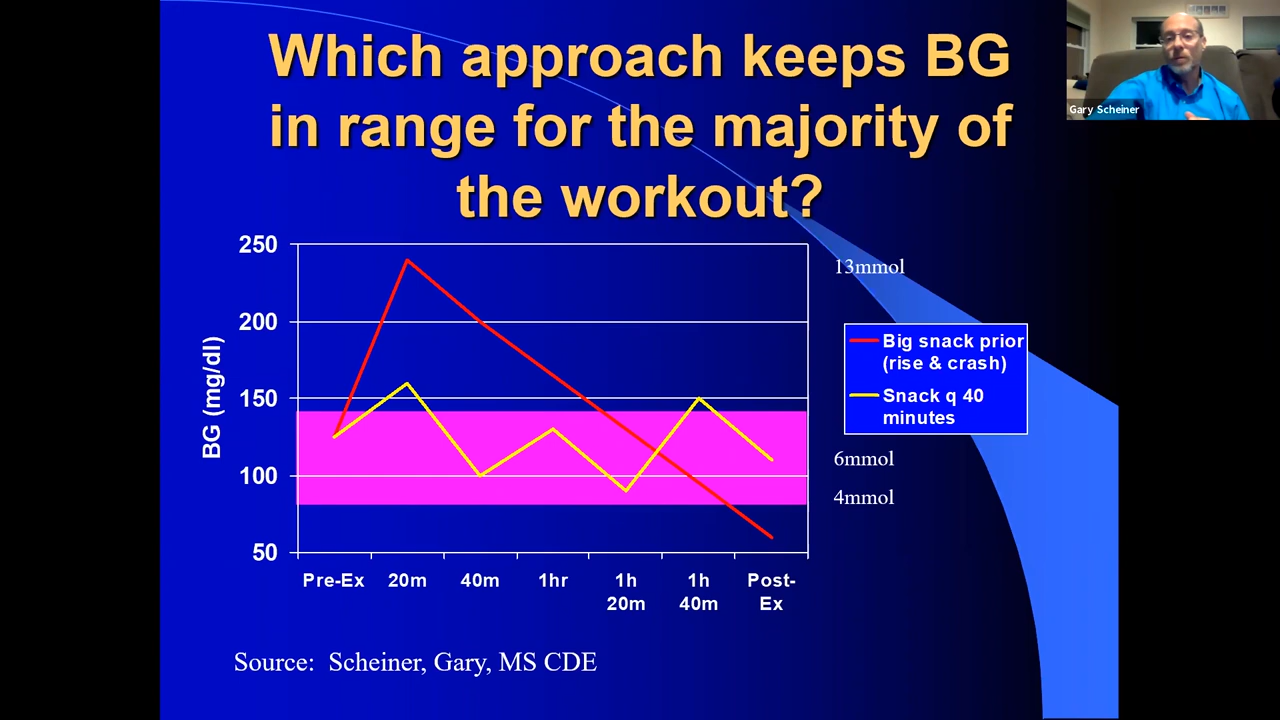 Which approach keeps BG
in range for the majority of
the workout?
Gary Scheiner
250
200
150
100
50
BG (mg/dl)
Pre-Ex
20m
40m
1hr
1h
20m
1h
40m
Post-
Ex
13mmol
6mmol
4mmol
Big snack prior
(rise & crash)
Snack q 40
minutes
Source: Scheiner, Gary, MS CDE